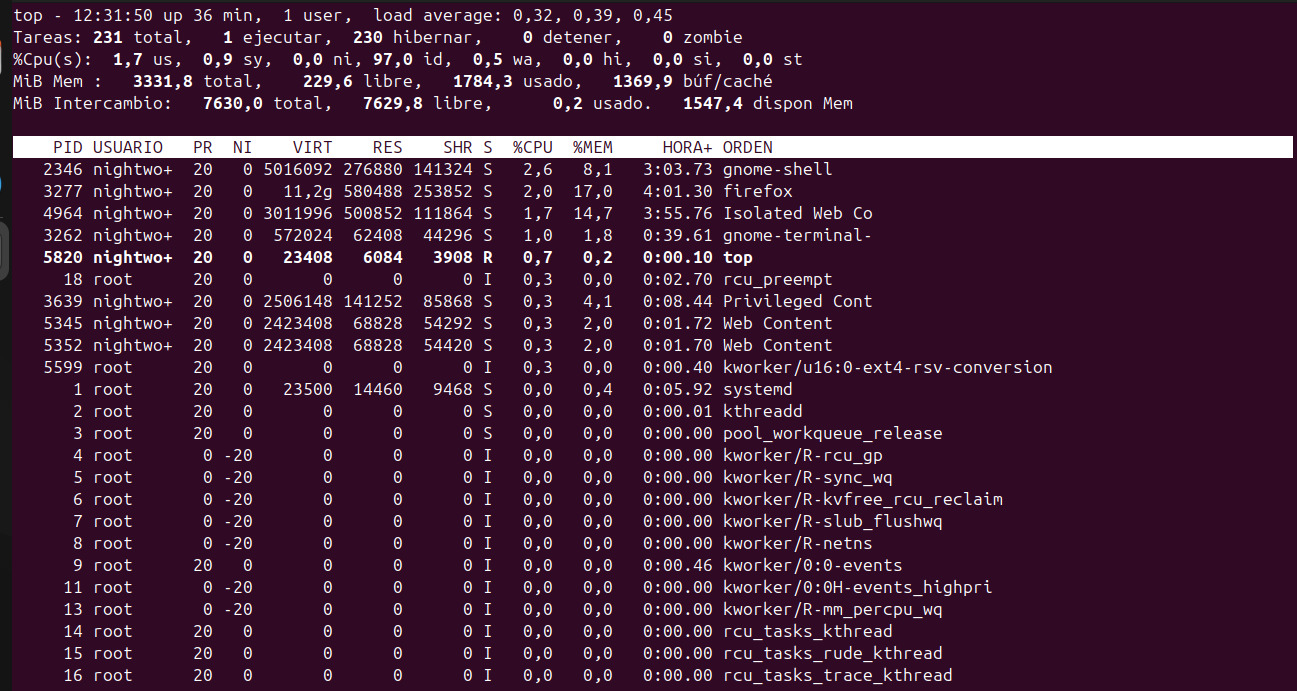 top - 12:31:50 up 36 min,  1 user,  load average: 0,32, 0,39, 0,45
Tareas: 231 total,   1 ejecutar,  230 hibernar,    0 detener,    0 zombie
%Cpu(s):  1,7 us,  0,9 sy,  0,0 ni, 97,0 id,  0,5 wa,  0,0 hi,  0,0 si,  0,0 st
MiB Mem :   3331,8 total,    229,6 libre,   1784,3 usado,   1369,9 búf/caché
MiB Intercambio:   7630,0 total,   7629,8 libre,      0,2 usado.   1547,4 dispon Mem
    PID USUARIO   PR  NI    VIRT    RES    SHR S  %CPU  %MEM     HORA+ ORDEN
   2346 nightwo+  20   0 5016092 276880 141324 S   2,6   8,1   3:03.73 gnome-shell
   3277 nightwo+  20   0   11,2g 580488 253852 S   2,0  17,0   4:01.30 firefox
   4964 nightwo+  20   0 3011996 500852 111864 S   1,7  14,7   3:55.76 Isolated Web Co
   3262 nightwo+  20   0  572024  62408  44296 S   1,0   1,8   0:39.61 gnome-terminal-
   5820 nightwo+  20   0   23408   6084   3908 R   0,7   0,2   0:00.10 top
     18 root      20   0       0      0      0 I   0,3   0,0   0:02.70 rcu_preempt
   3639 nightwo+  20   0 2506148 141252  85868 S   0,3   4,1   0:08.44 Privileged Cont
   5345 nightwo+  20   0 2423408  68828  54292 S   0,3   2,0   0:01.72 Web Content
   5352 nightwo+  20   0 2423408  68828  54420 S   0,3   2,0   0:01.70 Web Content
   5599 root      20   0       0      0      0 I   0,3   0,0   0:00.40 kworker/u16:0-ext4-rsv-conversion
      1 root      20   0   23500  14460   9468 S   0,0   0,4   0:05.92 systemd
      2 root      20   0       0      0      0 S   0,0   0,0   0:00.01 kthreadd
      3 root      20   0       0      0      0 S   0,0   0,0   0:00.00 pool_workqueue_release
      4 root       0 -20       0      0      0 I   0,0   0,0   0:00.00 kworker/R-rcu_gp
      5 root       0 -20       0      0      0 I   0,0   0,0   0:00.00 kworker/R-sync_wq
      6 root       0 -20       0      0      0 I   0,0   0,0   0:00.00 kworker/R-kvfree_rcu_reclaim
      7 root       0 -20       0      0      0 I   0,0   0,0   0:00.00 kworker/R-slub_flushwq
      8 root       0 -20       0      0      0 I   0,0   0,0   0:00.00 kworker/R-netns
      9 root      20   0       0      0      0 I   0,0   0,0   0:00.46 kworker/0:0-events
     11 root       0 -20       0      0      0 I   0,0   0,0   0:00.00 kworker/0:0H-events_highpri
     13 root       0 -20       0      0      0 I   0,0   0,0   0:00.00 kworker/R-mm_percpu_wq
     14 root      20   0       0      0      0 I   0,0   0,0   0:00.00 rcu_tasks_kthread
     15 root      20   0       0      0      0 I   0,0   0,0   0:00.00 rcu_tasks_rude_kthread
     16 root      20   0       0      0      0 I   0,0   0,0   0:00.00 rcu_tasks_trace_kthread